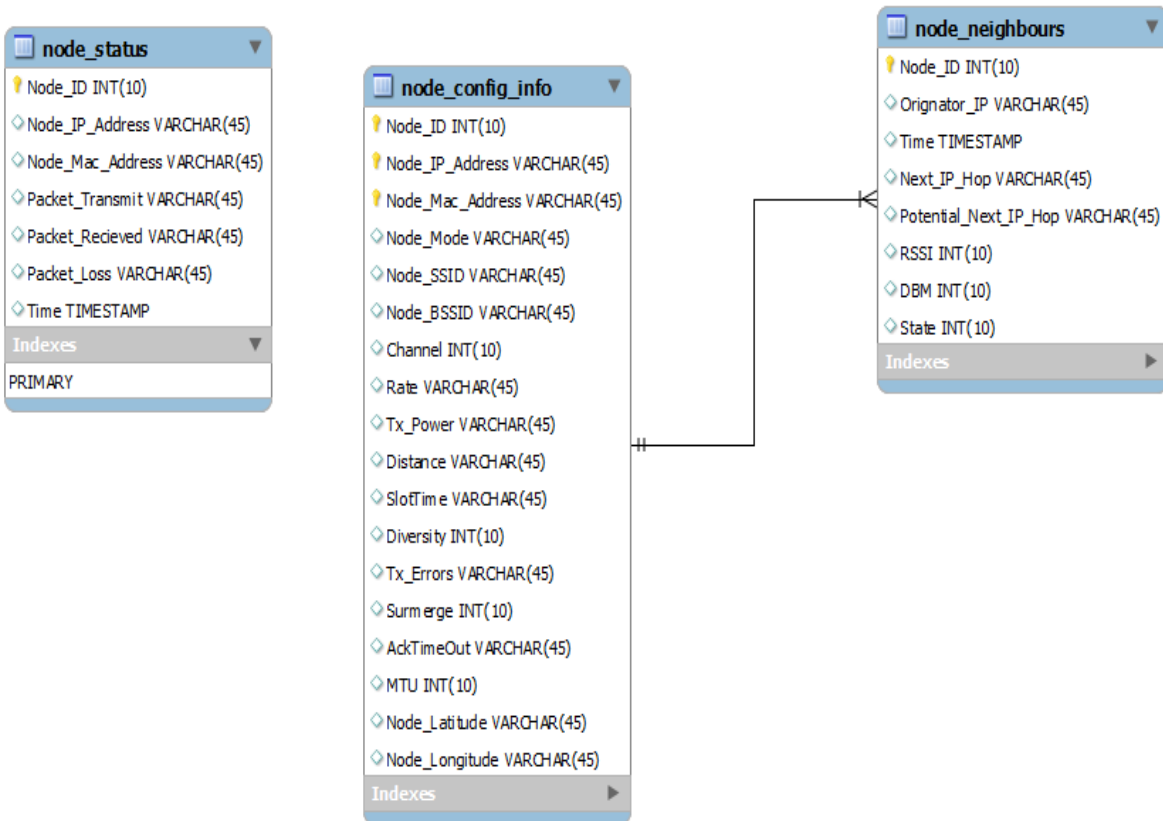 node_status
Node_ID INT(10)
Node_IP_Address VARCHAR(45)
Node_Mac_Address VARCHAR(45)
Packet_Transmit VARCHAR(45)
Packet_Recieved VARCHAR(45)
Packet_Loss VARCHAR(45)
Time TIMESTAMP
Indexes
PRIMARY
node_config_info
Node_ID INT(10)
Node_IP_Address VARCHAR(45)
Node_Mac_Address VARCHAR(45)
Node_Mode VARCHAR(45)
Node_SSID VARCHAR(45)
Node_BSSID VARCHAR(45)
Channel INT(10)
Rate VARCHAR(45)
Tx_Power VARCHAR(45)
Distance VARCHAR(45)
SlotTime VARCHAR(45)
Diversity INT(10)
Tx_Errors VARCHAR(45)
Surmerge INT(10)
AckTimeOut VARCHAR(45)
MTU INT(10)
Node_Latitude VARCHAR(45)
Node_Longitude VARCHAR(45)
Indexes
node_neighbours
Node_ID INT(10)
Orignator_IP VARCHAR(45)
Time TIMESTAMP
Next_IP_Hop VARCHAR(45)
Potential_Next_IP_Hop VARCHAR(45)
RSSI INT(10)
DBM INT(10)
State INT(10)
Indexes